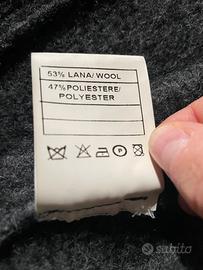 53% LANA/WOOL
47% POLIESTERE/
POLYESTER
subito